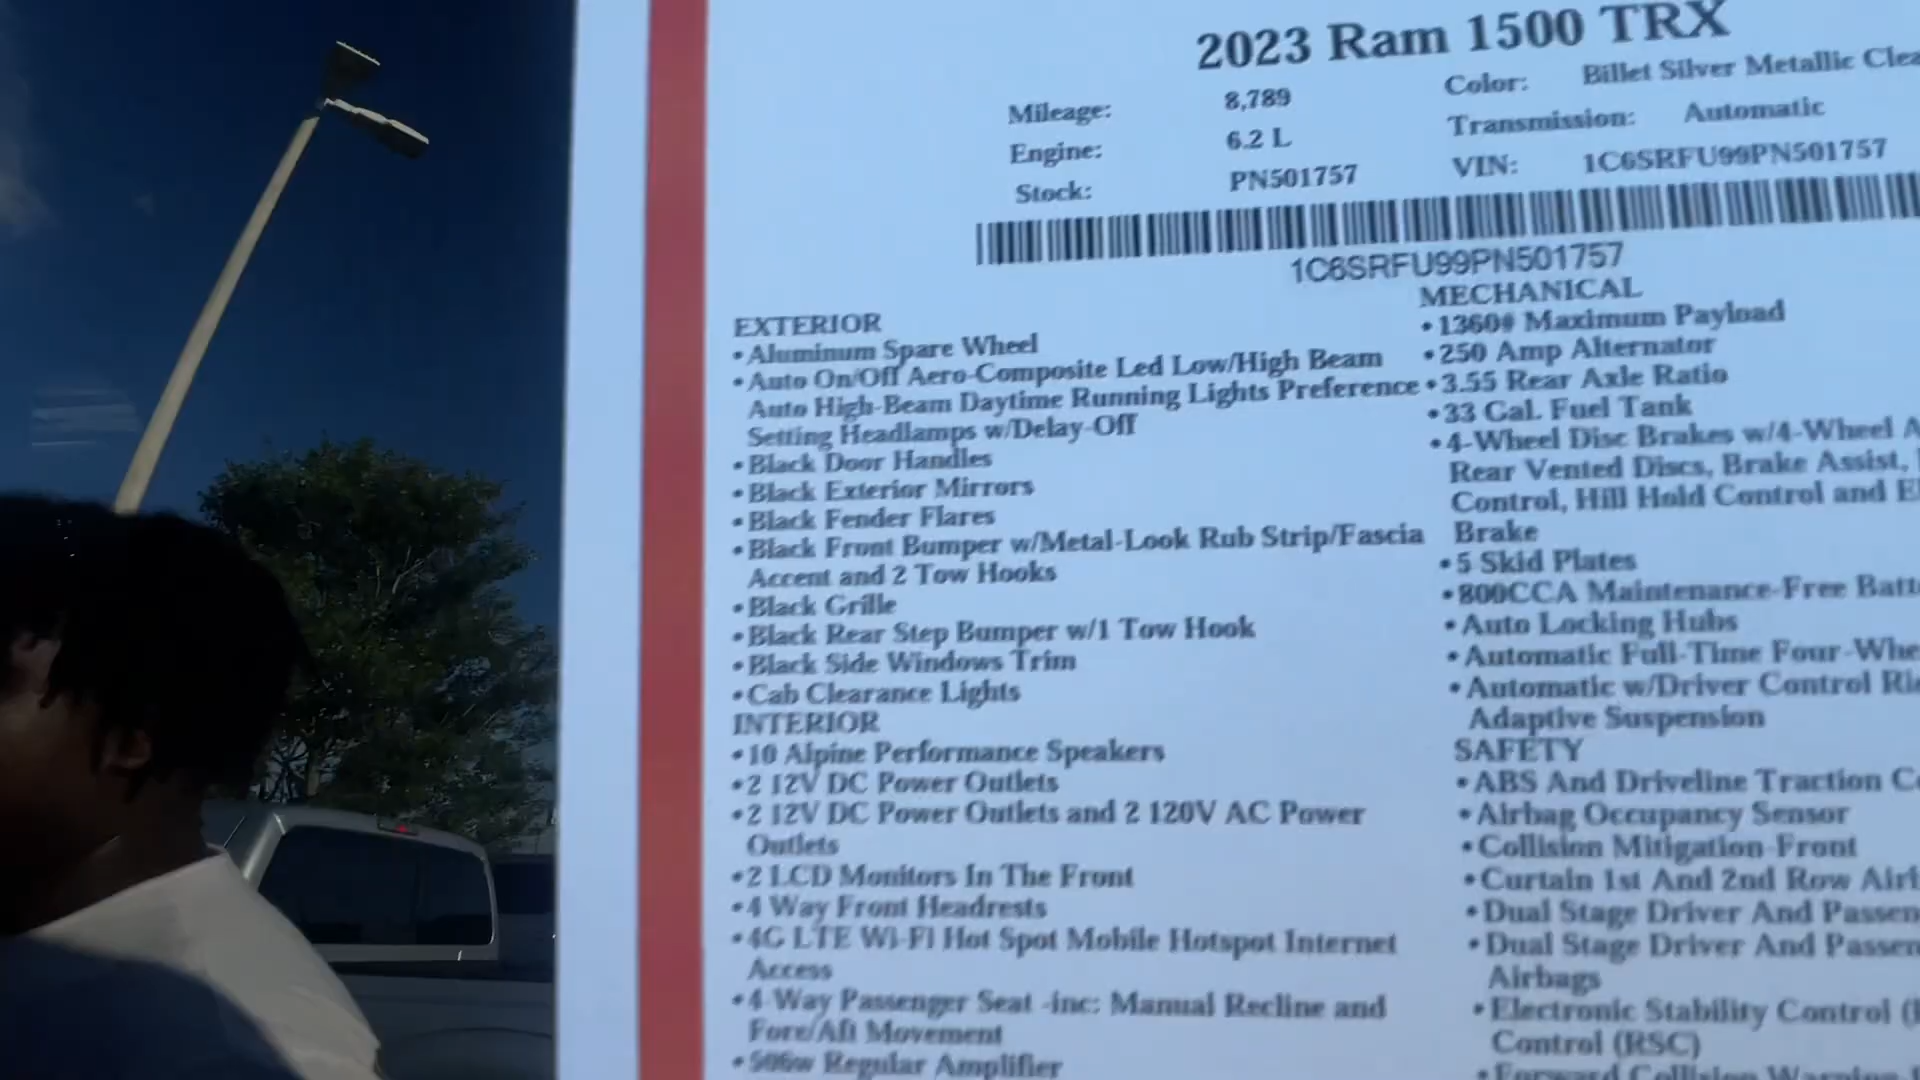 2023 Ram 1500 TRX
Mileage: 8,789 Color: Billet Silver Metallic
Engine: 6.2 L Transmission: Automatic
Stock: PN501757 VIN: 1C6SRFU99PN501757
1C6SRFU99PN501757
EXTERIOR
•Aluminum Spare Wheel
•Auto On/Off Aero-Composite Led Low/High Beam
Auto High-Beam Daytime Running Lights Preference
Setting Headlamps w/Delay-Off
•Black Door Handles
•Black Exterior Mirrors
•Black Fender Flares
•Black Front Bumper w/Metal-Look Rub Strip/Fascia
Accent and 2 Tow Hooks
•Black Grille
•Black Rear Step Bumper w/1 Tow Hook
•Black Side Windows Trim
•Cab Clearance Lights
INTERIOR
•10 Alpine Performance Speakers
•2 12V DC Power Outlets
•2 12V DC Power Outlets and 2 120V AC Power
Outlets
•2 LCD Monitors In The Front
•4 Way Front Headrests
•4G LTE Wi-Fi Hot Spot Mobile Hotspot Internet
Access
•4-Way Passenger Seat -inc: Manual Recline and
Fore/Aft Movement
•506w Regular Amplifier
MECHANICAL
•1360# Maximum Payload
•250 Amp Alternator
•3.55 Rear Axle Ratio
•33 Gal. Fuel Tank
•4-Wheel Disc Brakes w/4-Wheel
Rear Vented Discs, Brake Assist,
Control, Hill Hold Control and
Brake
•5 Skid Plates
•800CCA Maintenance-Free
•Auto Locking Hubs
•Automatic Full-Time
•Automatic w/Driver Control
Adaptive Suspension
SAFETY
•ABS And Driveline Traction
•Airbag Occupancy Sensor
•Collision Mitigation-Front
•Curtain 1st And 2nd Row
•Dual Stage Driver And
•Dual Stage Driver And
Airbags
•Electronic Stability Control
Control (RSC)
•Forward Collision